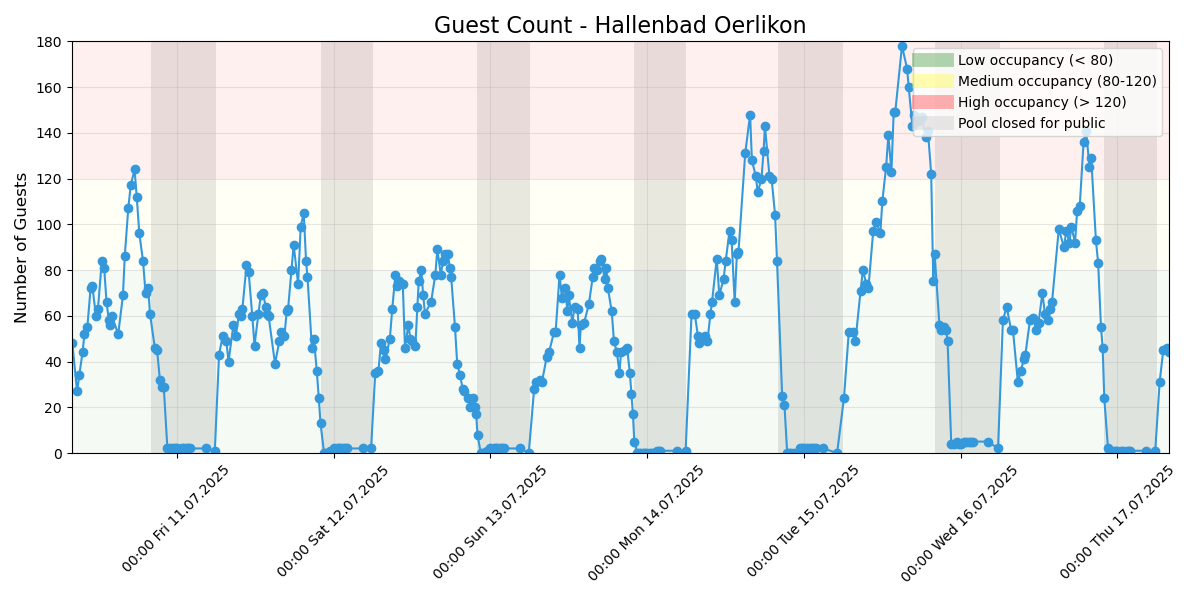 Guest Count - Hallenbad Oerlikon
Number of Guests
180
160
140
120
100
80
60
40
20
0
Low occupancy (< 80)
Medium occupancy (80-120)
High occupancy (> 120)
Pool closed for public
00:00 Fri 11.07.2025
00:00 Sat 12.07.2025
00:00 Sun 13.07.2025
00:00 Mon 14.07.2025
00:00 Tue 15.07.2025
00:00 Wed 16.07.2025
00:00 Thu 17.07.2025